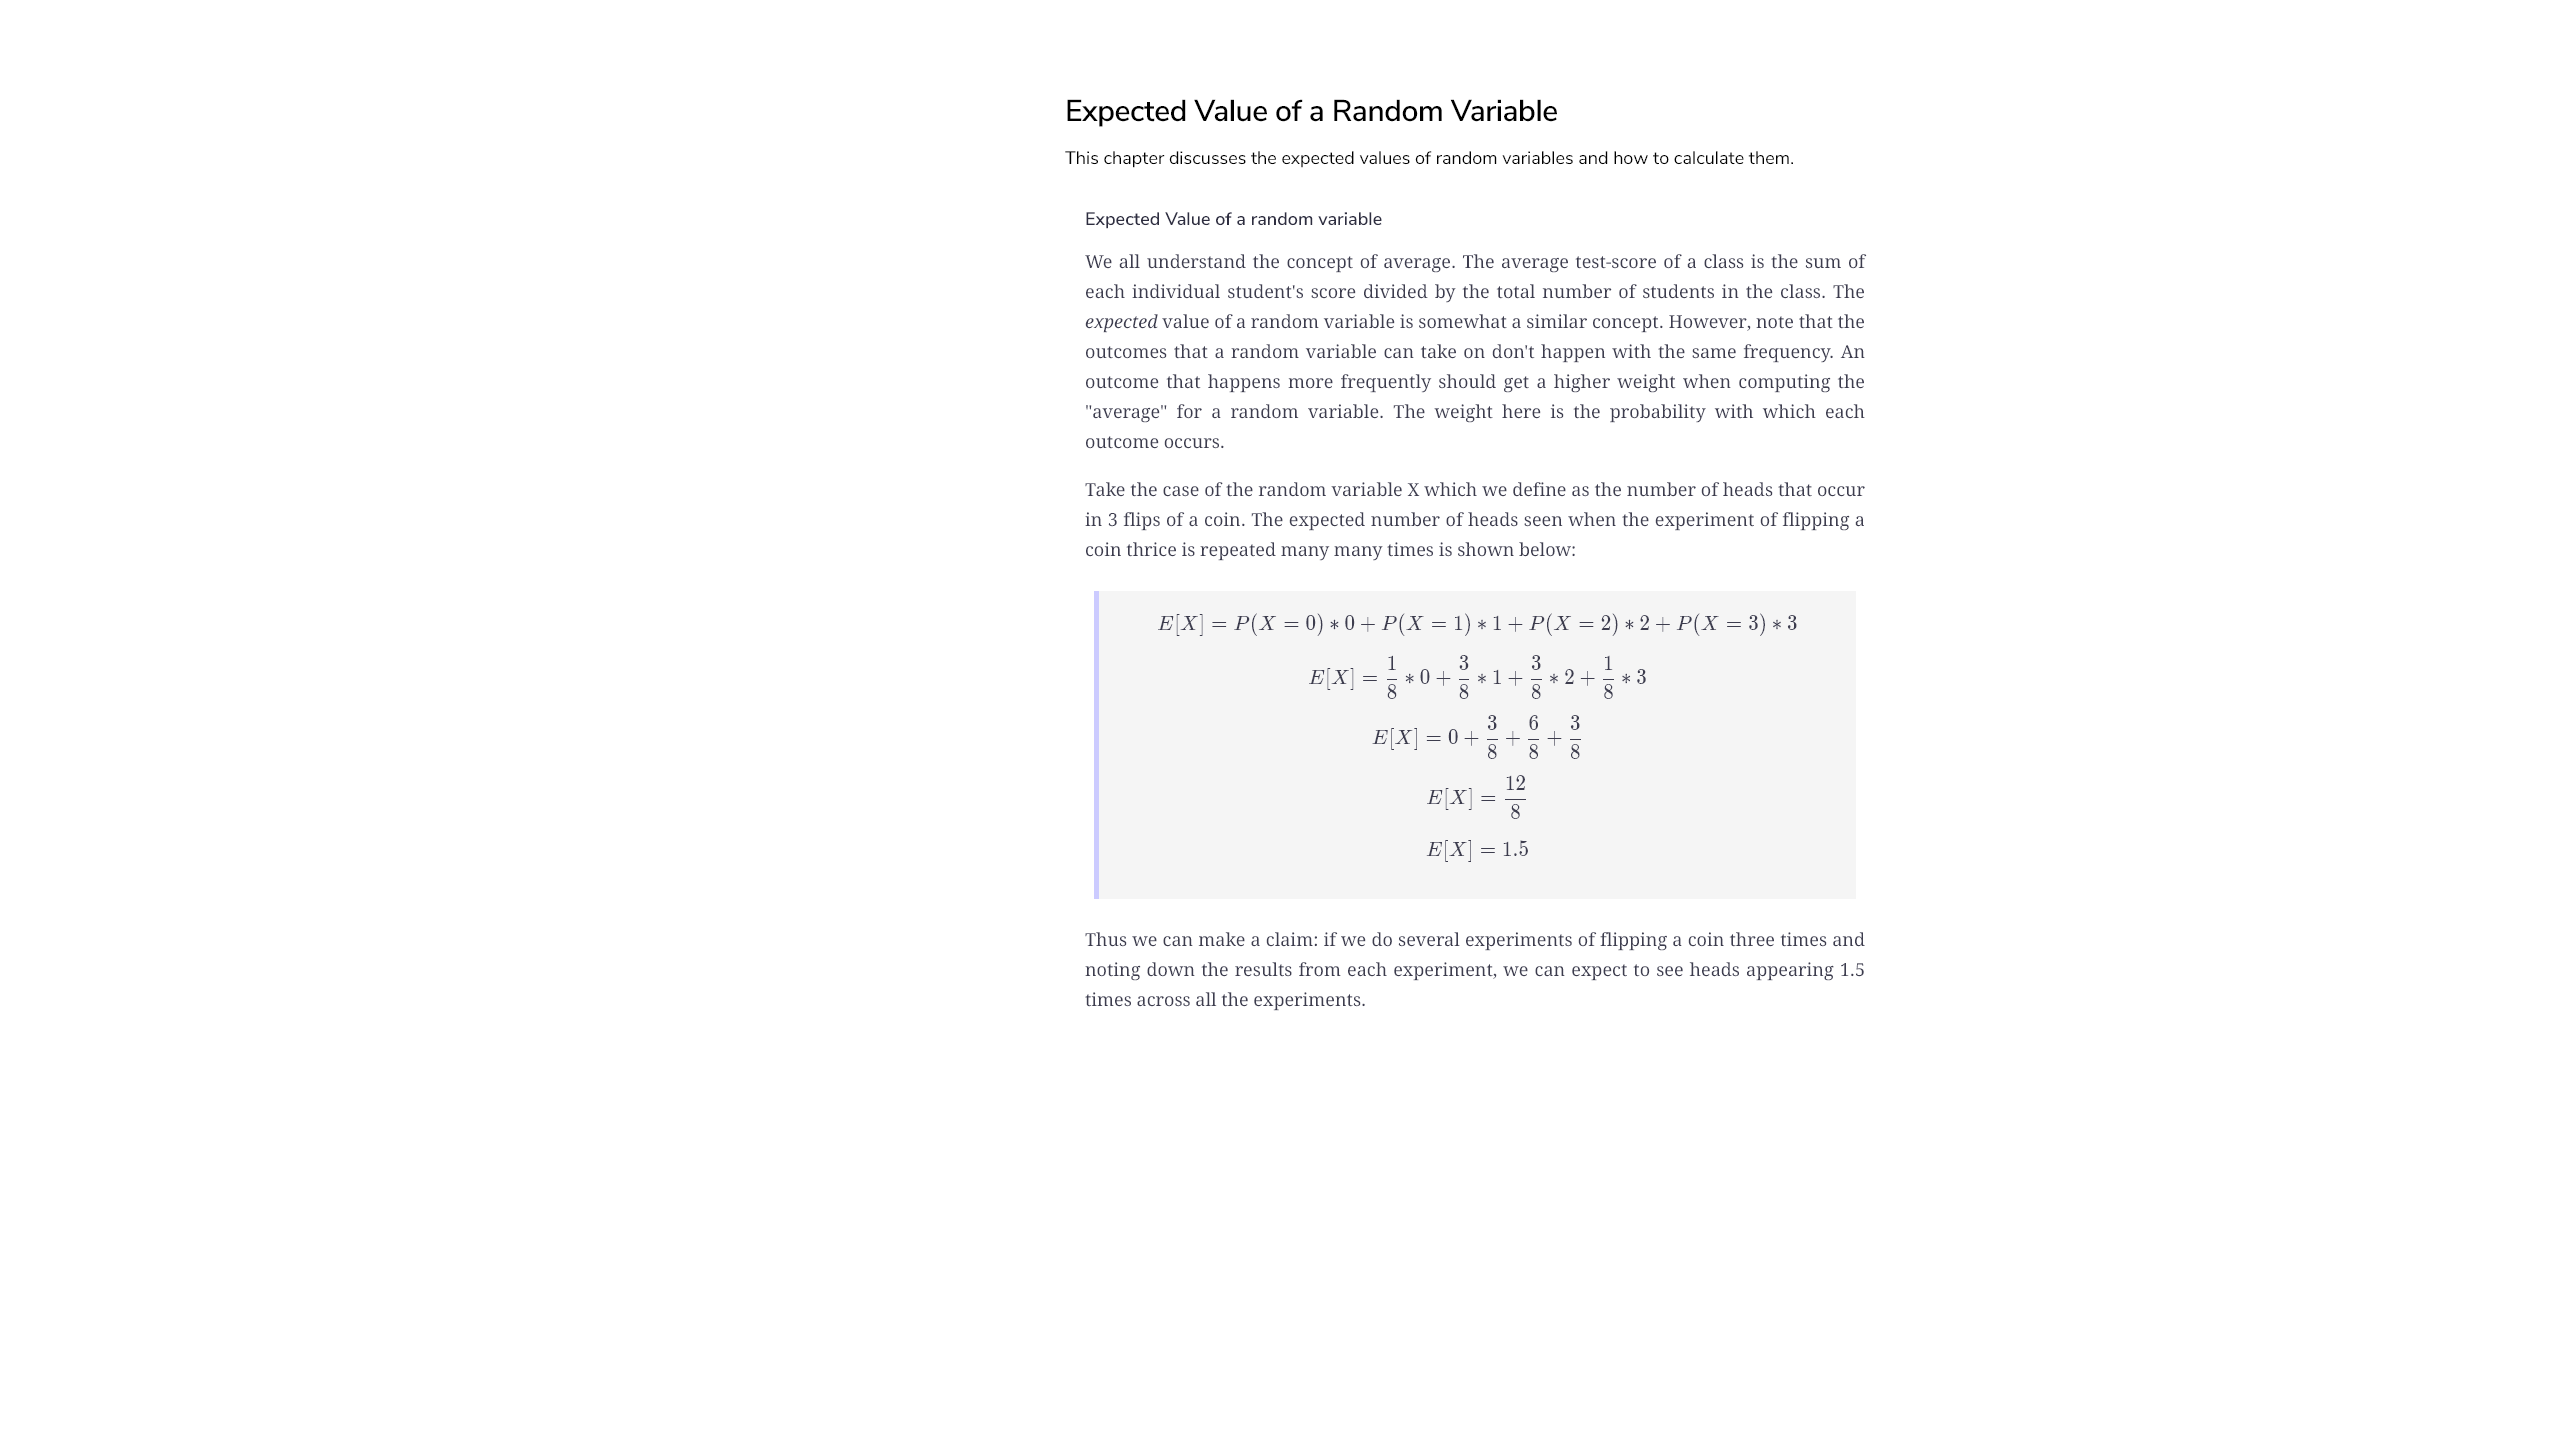 Expected Value of a Random Variable
This chapter discusses the expected values of random variables and how to calculate them.
Expected Value of a random variable
We all understand the concept of average. The average test-score of a class is the sum of
each individual student's score divided by the total number of students in the class. The
expected value of a random variable is somewhat a similar concept. However, note that the
outcomes that a random variable can take on don't happen with the same frequency. An
outcome that happens more frequently should get a higher weight when computing the
"average" for a random variable. The weight here is the probability with which each
outcome occurs.
Take the case of the random variable X which we define as the number of heads that occur
in 3 flips of a coin. The expected number of heads seen when the experiment of flipping a
coin thrice is repeated many many times is shown below:
E[X] = P(X = 0) ∗ 0 + P(X = 1) ∗ 1 + P(X = 2) ∗ 2 + P(X = 3) ∗ 3
E[X] = 1/8 ∗ 0 + 3/8 ∗ 1 + 3/8 ∗ 2 + 1/8 ∗ 3
E[X] = 0 + 3/8 + 6/8 + 3/8
E[X] = 12/8
E[X] = 1.5
Thus we can make a claim: if we do several experiments of flipping a coin three times and
noting down the results from each experiment, we can expect to see heads appearing 1.5
times across all the experiments.